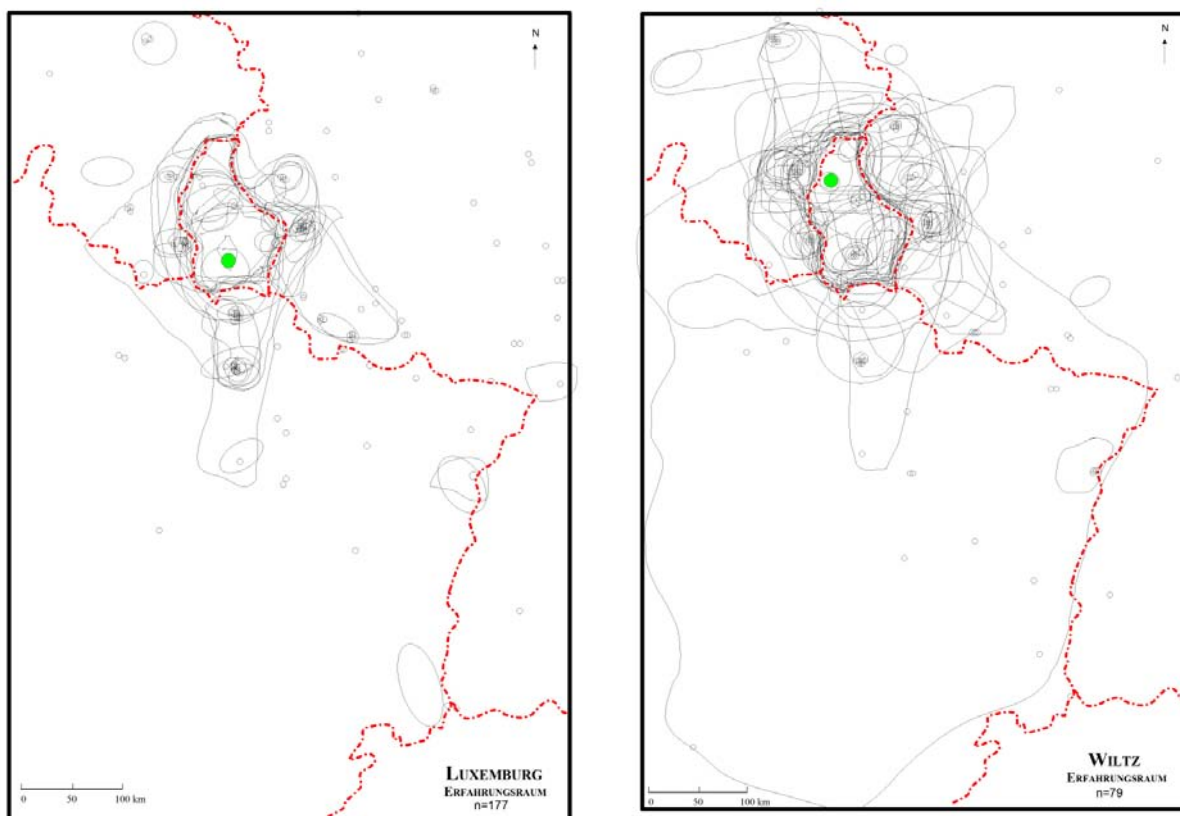 N
0 50 100 km
LUXEMBURG
ERFAHRUNGSRAUM
n=177
N
0 50 100 km
WILTZ
ERFAHRUNGSRAUM
n=79